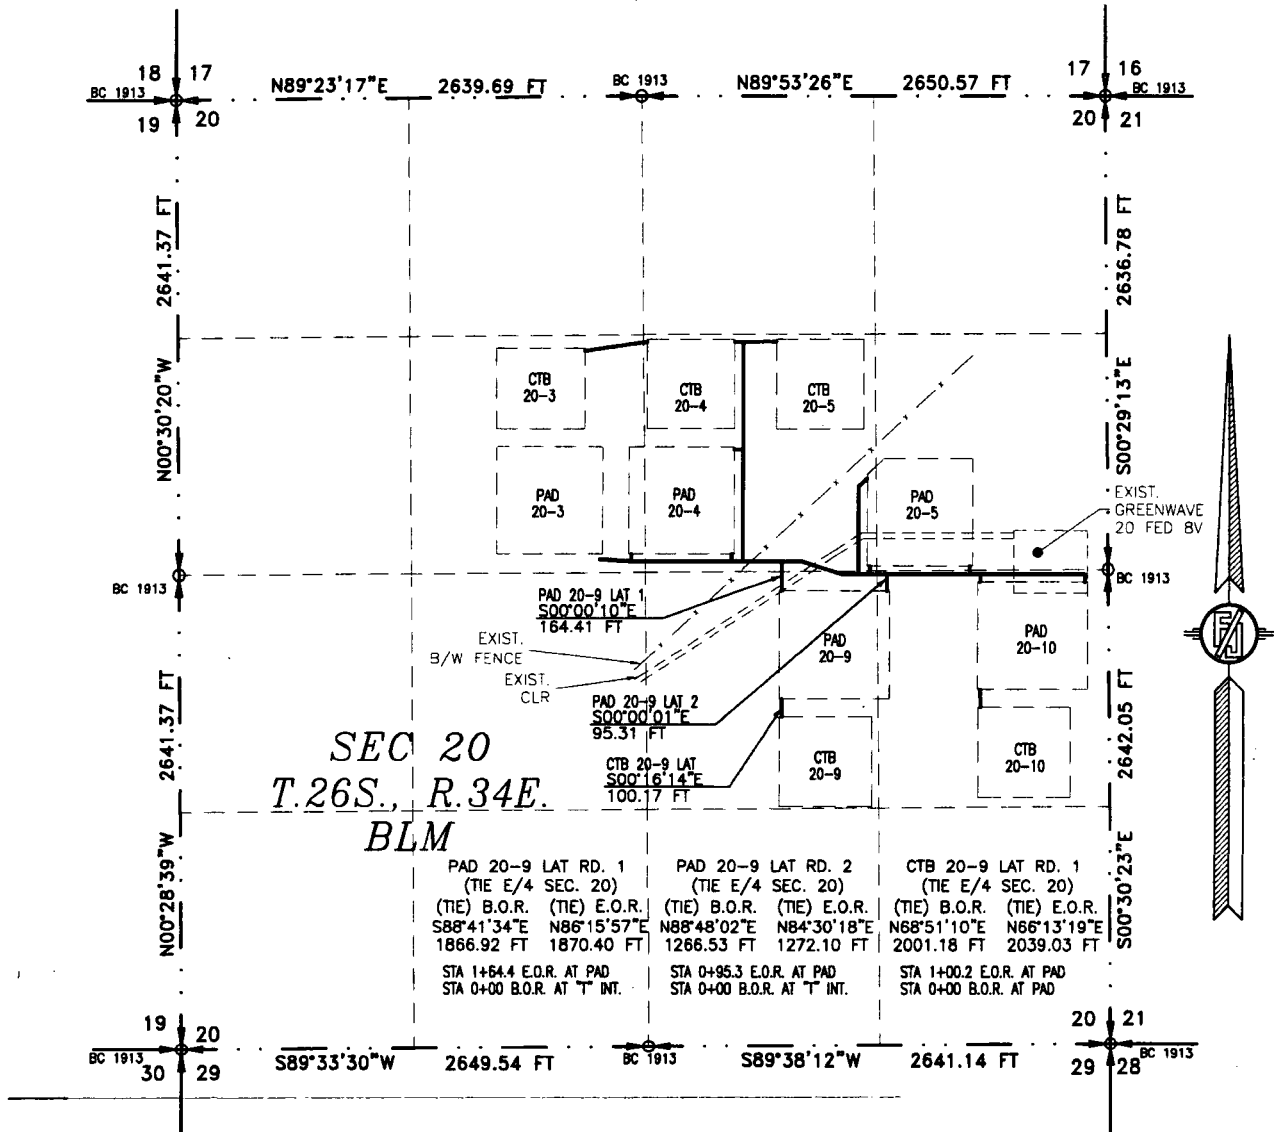 18 17
BC 1913
19 20
N89°23'17"E 2639.69 FT
BC 1913
N89°53'26"E 2650.57 FT
17 16
BC 1913
20 21
N00°30'20"W 2641.37 FT
S00°29'13"E 2636.78 FT
CTB
20-3
CTB
20-4
CTB
20-5
PAD
20-3
PAD
20-4
PAD
20-5
EXIST.
GREENWAVE
20 FED 8V
BC 1913
BC 1913
PAD 20-9 LAT 1
S00°00'10"E
164.41 FT
EXIST.
B/W FENCE
EXIST.
CLR
PAD
20-9
PAD
20-10
PAD 20-9 LAT 2
S00°00'01"E
95.31 FT
CTB 20-9 LAT
S00°16'14"E
100.17 FT
CTB
20-9
CTB
20-10
N00°28'39"W 2641.37 FT
S00°30'23"E 2642.05 FT
SEC 20
T.26S., R.34E.
BLM
PAD 20-9 LAT RD. 1
(TIE E/4 SEC. 20)
(TIE) B.O.R. (TIE) E.O.R.
S88°41'34"E N86°15'57"E
1866.92 FT 1870.40 FT
STA 1+64.4 E.O.R. AT PAD
STA 0+00 B.O.R. AT "T" INT.
PAD 20-9 LAT RD. 2
(TIE E/4 SEC. 20)
(TIE) B.O.R. (TIE) E.O.R.
N88°48'02"E N84°30'18"E
1266.53 FT 1272.10 FT
STA 0+95.3 E.O.R. AT PAD
STA 0+00 B.O.R. AT "T" INT.
CTB 20-9 LAT RD. 1
(TIE E/4 SEC. 20)
(TIE) B.O.R. (TIE) E.O.R.
N68°51'10"E N66°13'19"E
2001.18 FT 2039.03 FT
STA 1+00.2 E.O.R. AT PAD
STA 0+00 B.O.R. AT PAD
19 20
BC 1913
30 29
S89°33'30"W 2649.54 FT
BC 1913
S89°38'12"W 2641.14 FT
20 21
BC 1913
29 28